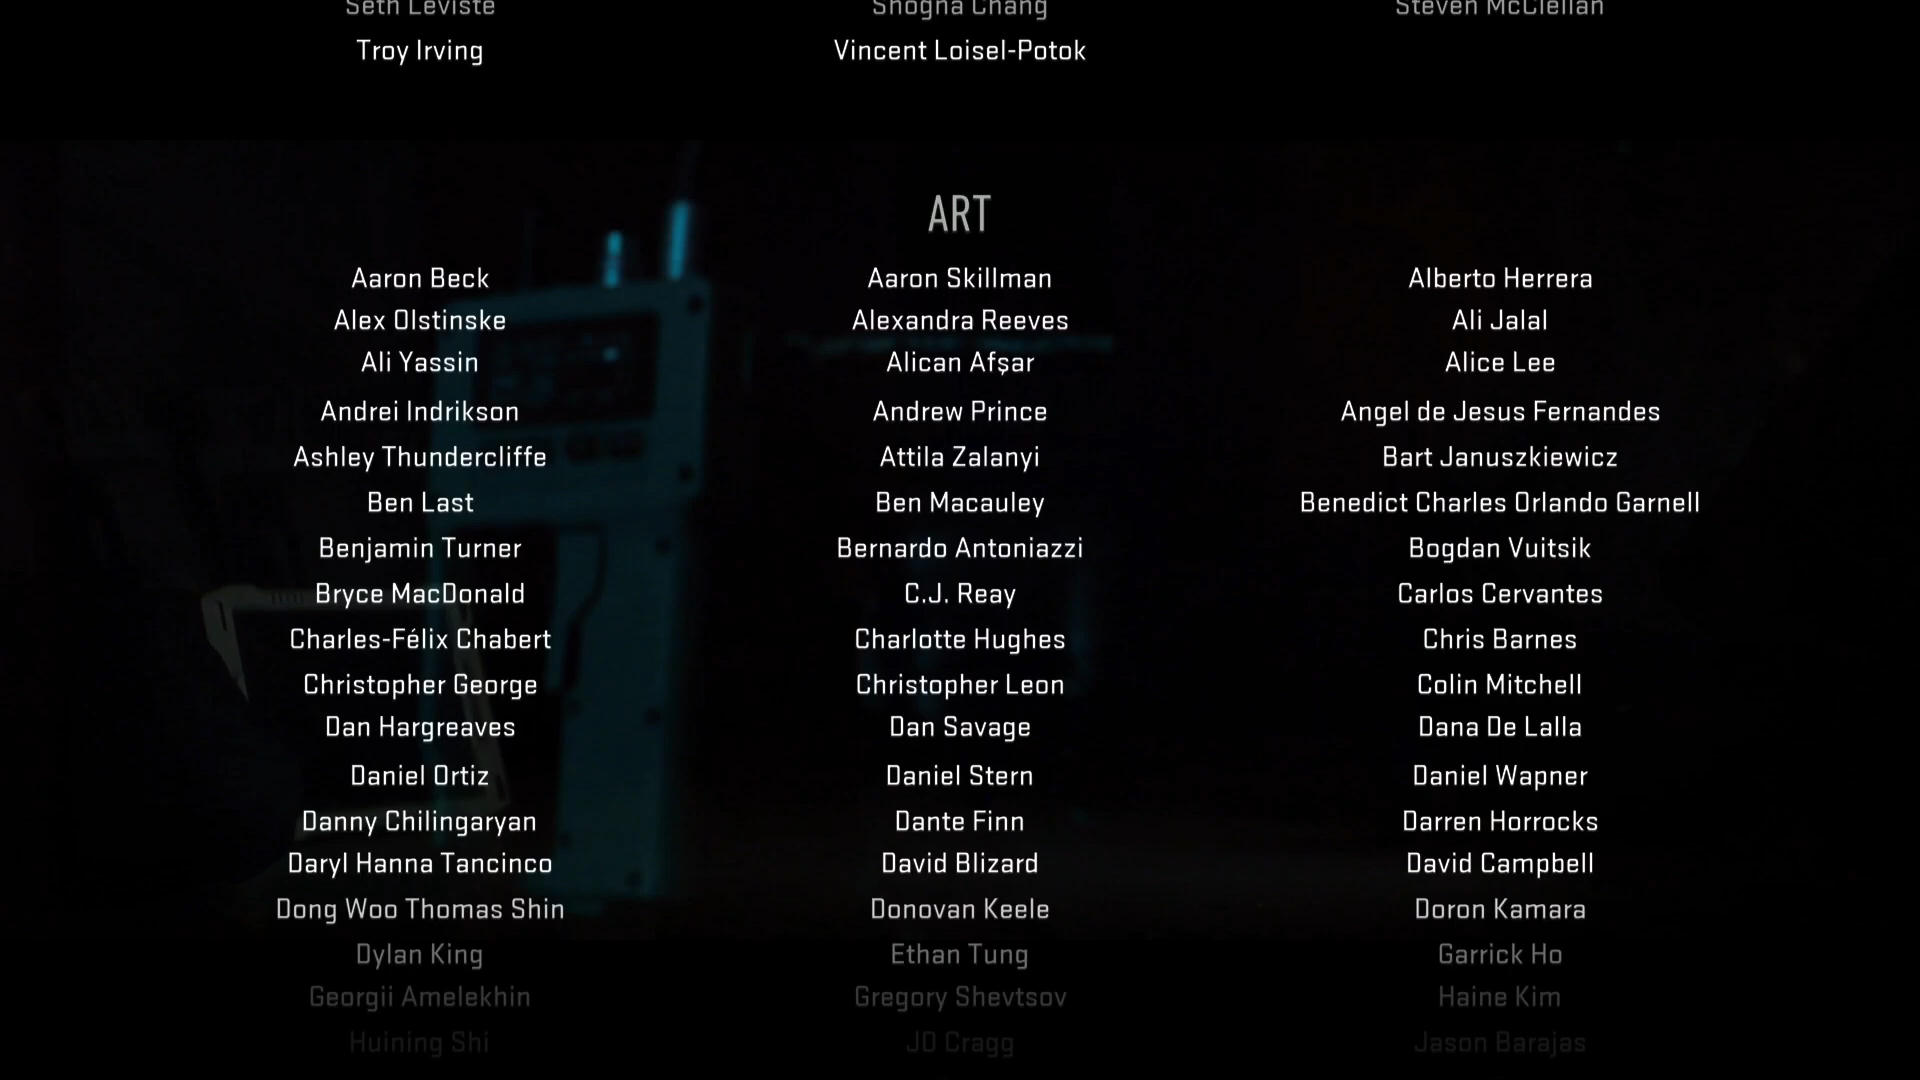 Seth Leviste Shogna Chang Steven McClellan
Troy Irving Vincent Loisel-Potok
ART
Aaron Beck Aaron Skillman Alberto Herrera
Alex Olstinske Alexandra Reeves Ali Jalal
Ali Yassin Alican Afşar Alice Lee
Andrei Indrikson Andrew Prince Angel de Jesus Fernandes
Ashley Thundercliffe Attila Zalanyi Bart Januszkiewicz
Ben Last Ben Macauley Benedict Charles Orlando Garnell
Benjamin Turner Bernardo Antoniazzi Bogdan Vuitsik
Bryce MacDonald C.J. Reay Carlos Cervantes
Charles-Félix Chabert Charlotte Hughes Chris Barnes
Christopher George Christopher Leon Colin Mitchell
Dan Hargreaves Dan Savage Dana De Lalla
Daniel Ortiz Daniel Stern Daniel Wapner
Danny Chilingaryan Dante Finn Darren Horrocks
Daryl Hanna Tancinco David Blizard David Campbell
Dong Woo Thomas Shin Donovan Keele Doron Kamara
Dylan King Ethan Tung Garrick Ho
Georgii Amelekhin Gregory Shevtsov Haine Kim
Huining Shi JD Cragg Jason Barajas